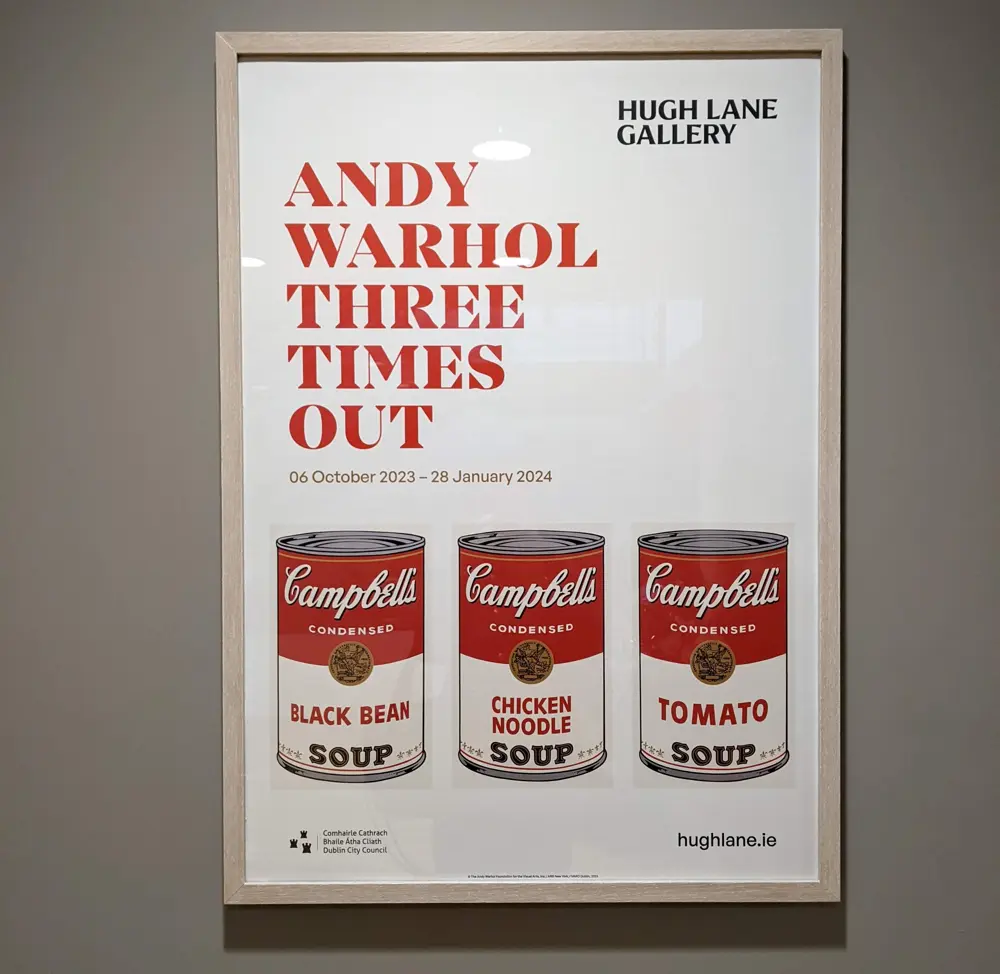 HUGH LANE
GALLERY
ANDY
WARHOL
THREE
TIMES
OUT
06 October 2023 – 28 January 2024
Campbell's
CONDENSED
BLACK BEAN
SOUP
Campbell's
CONDENSED
CHICKEN
NOODLE
SOUP
Campbell's
CONDENSED
TOMATO
SOUP
Comhairle Cathrach
Bhaile Átha Cliath
Dublin City Council
hughlane.ie